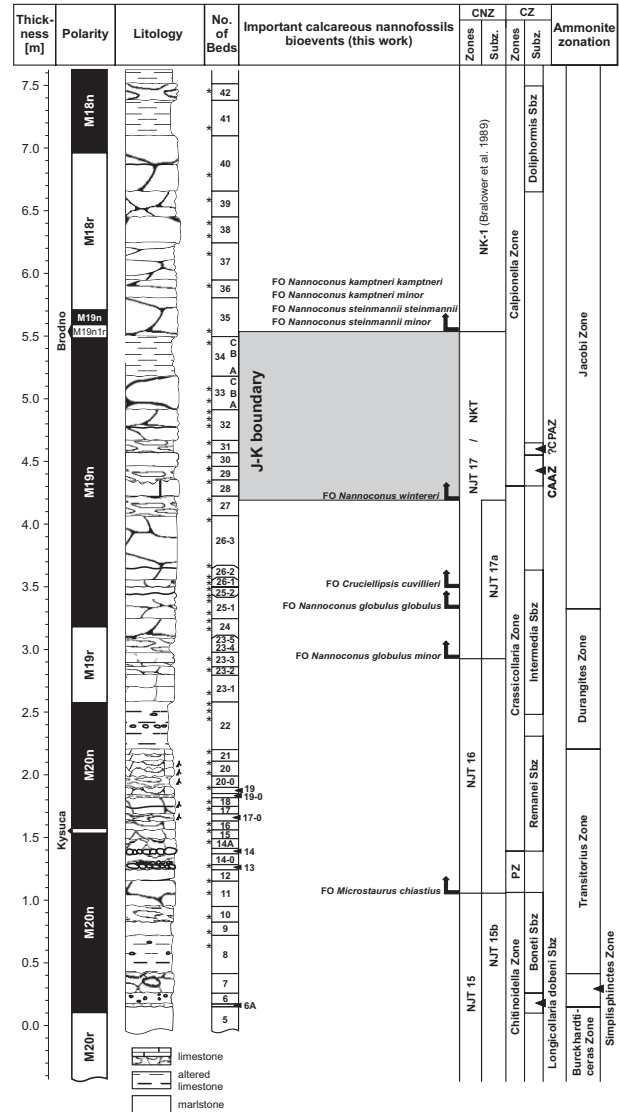 Thick-
ness
[m]
Polarity
Litology
No.
of
Beds
Important calcareous nannofossils
bioevents (this work)
CNZ
Zones
Subz.
CZ
Zones
Subz.
Ammonite
zonation
7.5
7.0
6.5
6.0
5.5
5.0
4.5
4.0
3.5
3.0
2.5
2.0
1.5
1.0
0.5
0.0
M18n
M18r
M19n
M19n1r
Brodno
M19n
M19r
M20n
Kysuca
M20n
M20r
42
41
40
39
38
37
36
35
C
34 B
A
C
33 B
A
32
31
30
29
28
27
26-3
26-2
26-1
25-2
25-1
24
23-5
23-4
23-3
23-2
23-1
22
21
20
20-0
19
19-0
18
17
17-0
16
15
14A
14
14-0
13
12
11
10
9
8
7
6
6A
5
FO Nannoconus kamptneri kamptneri
FO Nannoconus kamptneri minor
FO Nannoconus steinmannii steinmannii
FO Nannoconus steinmannii minor
J-K boundary
FO Nannoconus wintereri
FO Cruciellipsis cuvillieri
FO Nannoconus globulus globulus
FO Nannoconus globulus minor
FO Microstaurus chiastius
NK-1 (Bralower et al. 1989)
NJT 17 / NKT
NJT 17a
NJT 16
NJT 15
NJT 15b
Calpionella Zone
Crassicollaria Zone
PZ
Chitinoidella Zone
Doliphormis Sbz
?CPAZ
CAAZ
Intermedia Sbz
Remanei Sbz
Boneti Sbz
Longicollaria dobeni Sbz
Jacobi Zone
Durangites Zone
Transitorius Zone
Simplisphinctes Zone
Burckhardti-
ceras Zone
limestone
altered
limestone
marlstone